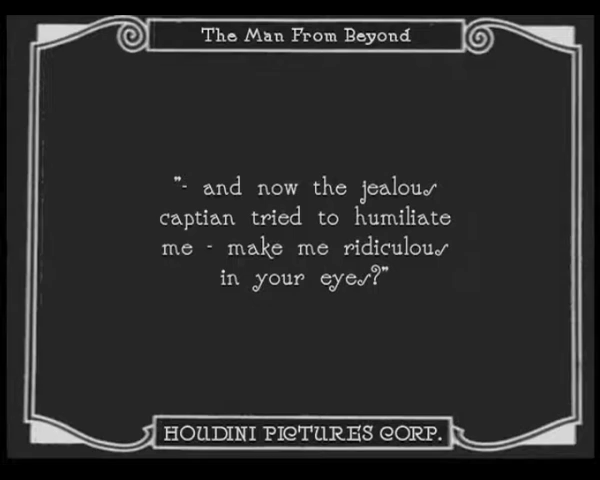 The Man From Beyond
"- and now the jealous
captian tried to humiliate
me - make me ridiculous
in your eyes?"
HOUDINI PICTURES CORP.